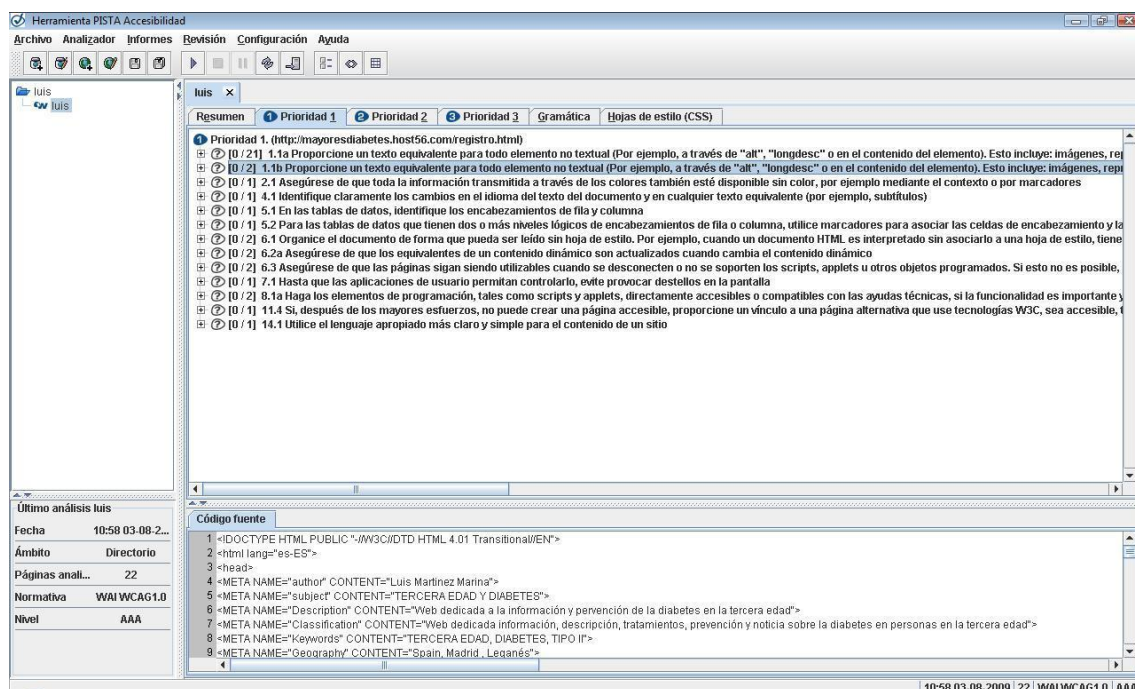 Herramienta PISTA Accesibilidad
Archivo Analizador Informes Revisión Configuración Ayuda
luis
luis
luis X
Resumen 1 Prioridad 1 2 Prioridad 2 3 Prioridad 3 Gramática Hojas de estilo (CSS)
1 Prioridad 1. (http://mayoresdiabetes.host56.com/registro.html)
? [0 / 21] 1.1a Proporcione un texto equivalente para todo elemento no textual (Por ejemplo, a través de "alt", "longdesc" o en el contenido del elemento). Esto incluye: imágenes, rep
? [0 / 2] 1.1b Proporcione un texto equivalente para todo elemento no textual (Por ejemplo, a través de "alt", "longdesc" o en el contenido del elemento). Esto incluye: imágenes, repr
? [0 / 1] 2.1 Asegúrese de que toda la información transmitida a través de los colores también esté disponible sin color, por ejemplo mediante el contexto o por marcadores
? [0 / 1] 4.1 Identifique claramente los cambios en el idioma del texto del documento y en cualquier texto equivalente (por ejemplo, subtítulos)
? [0 / 1] 5.1 En las tablas de datos, identifique los encabezamientos de fila y columna
? [0 / 1] 5.2 Para las tablas de datos que tienen dos o más niveles lógicos de encabezamientos de fila o columna, utilice marcadores para asociar las celdas de encabezamiento y la
? [0 / 2] 6.1 Organice el documento de forma que pueda ser leído sin hoja de estilo. Por ejemplo, cuando un documento HTML es interpretado sin asociarlo a una hoja de estilo, tiene
? [0 / 2] 6.2a Asegúrese de que los equivalentes de un contenido dinámico son actualizados cuando cambia el contenido dinámico
? [0 / 2] 6.3 Asegúrese de que las páginas sigan siendo utilizables cuando se desconecten o no se soporten los scripts, applets u otros objetos programados. Si esto no es posible,
? [0 / 1] 7.1 Hasta que las aplicaciones de usuario permitan controlarlo, evite provocar destellos en la pantalla
? [0 / 2] 8.1a Haga los elementos de programación, tales como scripts y applets, directamente accesibles o compatibles con las ayudas técnicas, si la funcionalidad es importante y
? [0 / 1] 11.4 Si, después de los mayores esfuerzos, no puede crear una página accesible, proporcione un vínculo a una página alternativa que use tecnologías W3C, sea accesible, t
? [0 / 1] 14.1 Utilice el lenguaje apropiado más claro y simple para el contenido de un sitio
Último análisis luis
Fecha 10:58 03-08-2...
Ámbito Directorio
Páginas anali... 22
Normativa WAI WCAG1.0
Nivel AAA
Código fuente
1 <!DOCTYPE HTML PUBLIC "-//W3C//DTD HTML 4.01 Transitional//EN">
2 <html lang="es-ES">
3 <head>
4 <META NAME="author" CONTENT="Luis Martinez Marina">
5 <META NAME="subject" CONTENT="TERCERA EDAD Y DIABETES">
6 <META NAME="Description" CONTENT="Web dedicada a la información y pervención de la diabetes en la tercera edad">
7 <META NAME="Classification" CONTENT="Web dedicada información, descripción, tratamientos, prevención y noticia sobre la diabetes en personas en la tercera edad">
8 <META NAME="Keywords" CONTENT="TERCERA EDAD, DIABETES, TIPO II">
9 <META NAME="Geography" CONTENT="Spain, Madrid , Leganés">
10:58 03-08-2009 22 WAI WCAG1.0 AAA